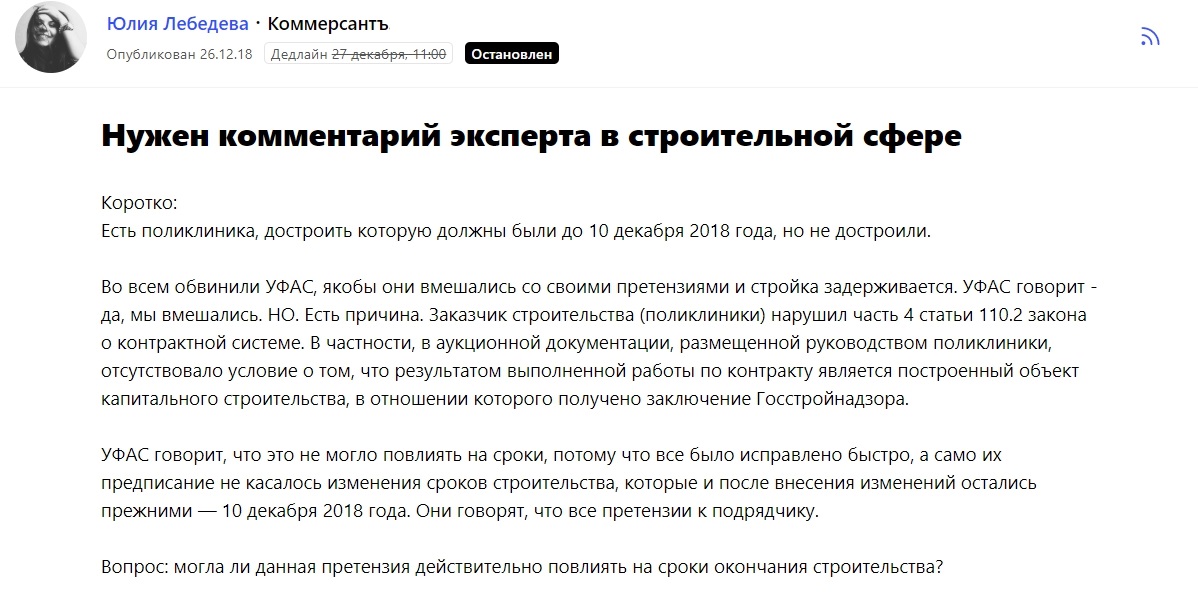 Юлия Лебедева · Коммерсантъ
Опубликован 26.12.18 Дедлайн 27 декабря, 11:00 Остановлен
Нужен комментарий эксперта в строительной сфере
Коротко:
Есть поликлиника, достроить которую должны были до 10 декабря 2018 года, но не достроили.
Во всем обвинили УФАС, якобы они вмешались со своими претензиями и стройка задерживается. УФАС говорит -
да, мы вмешались. НО. Есть причина. Заказчик строительства (поликлиники) нарушил часть 4 статьи 110.2 закона
о контрактной системе. В частности, в аукционной документации, размещенной руководством поликлиники,
отсутствовало условие о том, что результатом выполненной работы по контракту является построенный объект
капитального строительства, в отношении которого получено заключение Госстройнадзора.
УФАС говорит, что это не могло повлиять на сроки, потому что все было исправлено быстро, а само их
предписание не касалось изменения сроков строительства, которые и после внесения изменений остались
прежними — 10 декабря 2018 года. Они говорят, что все претензии к подрядчику.
Вопрос: могла ли данная претензия действительно повлиять на сроки окончания строительства?